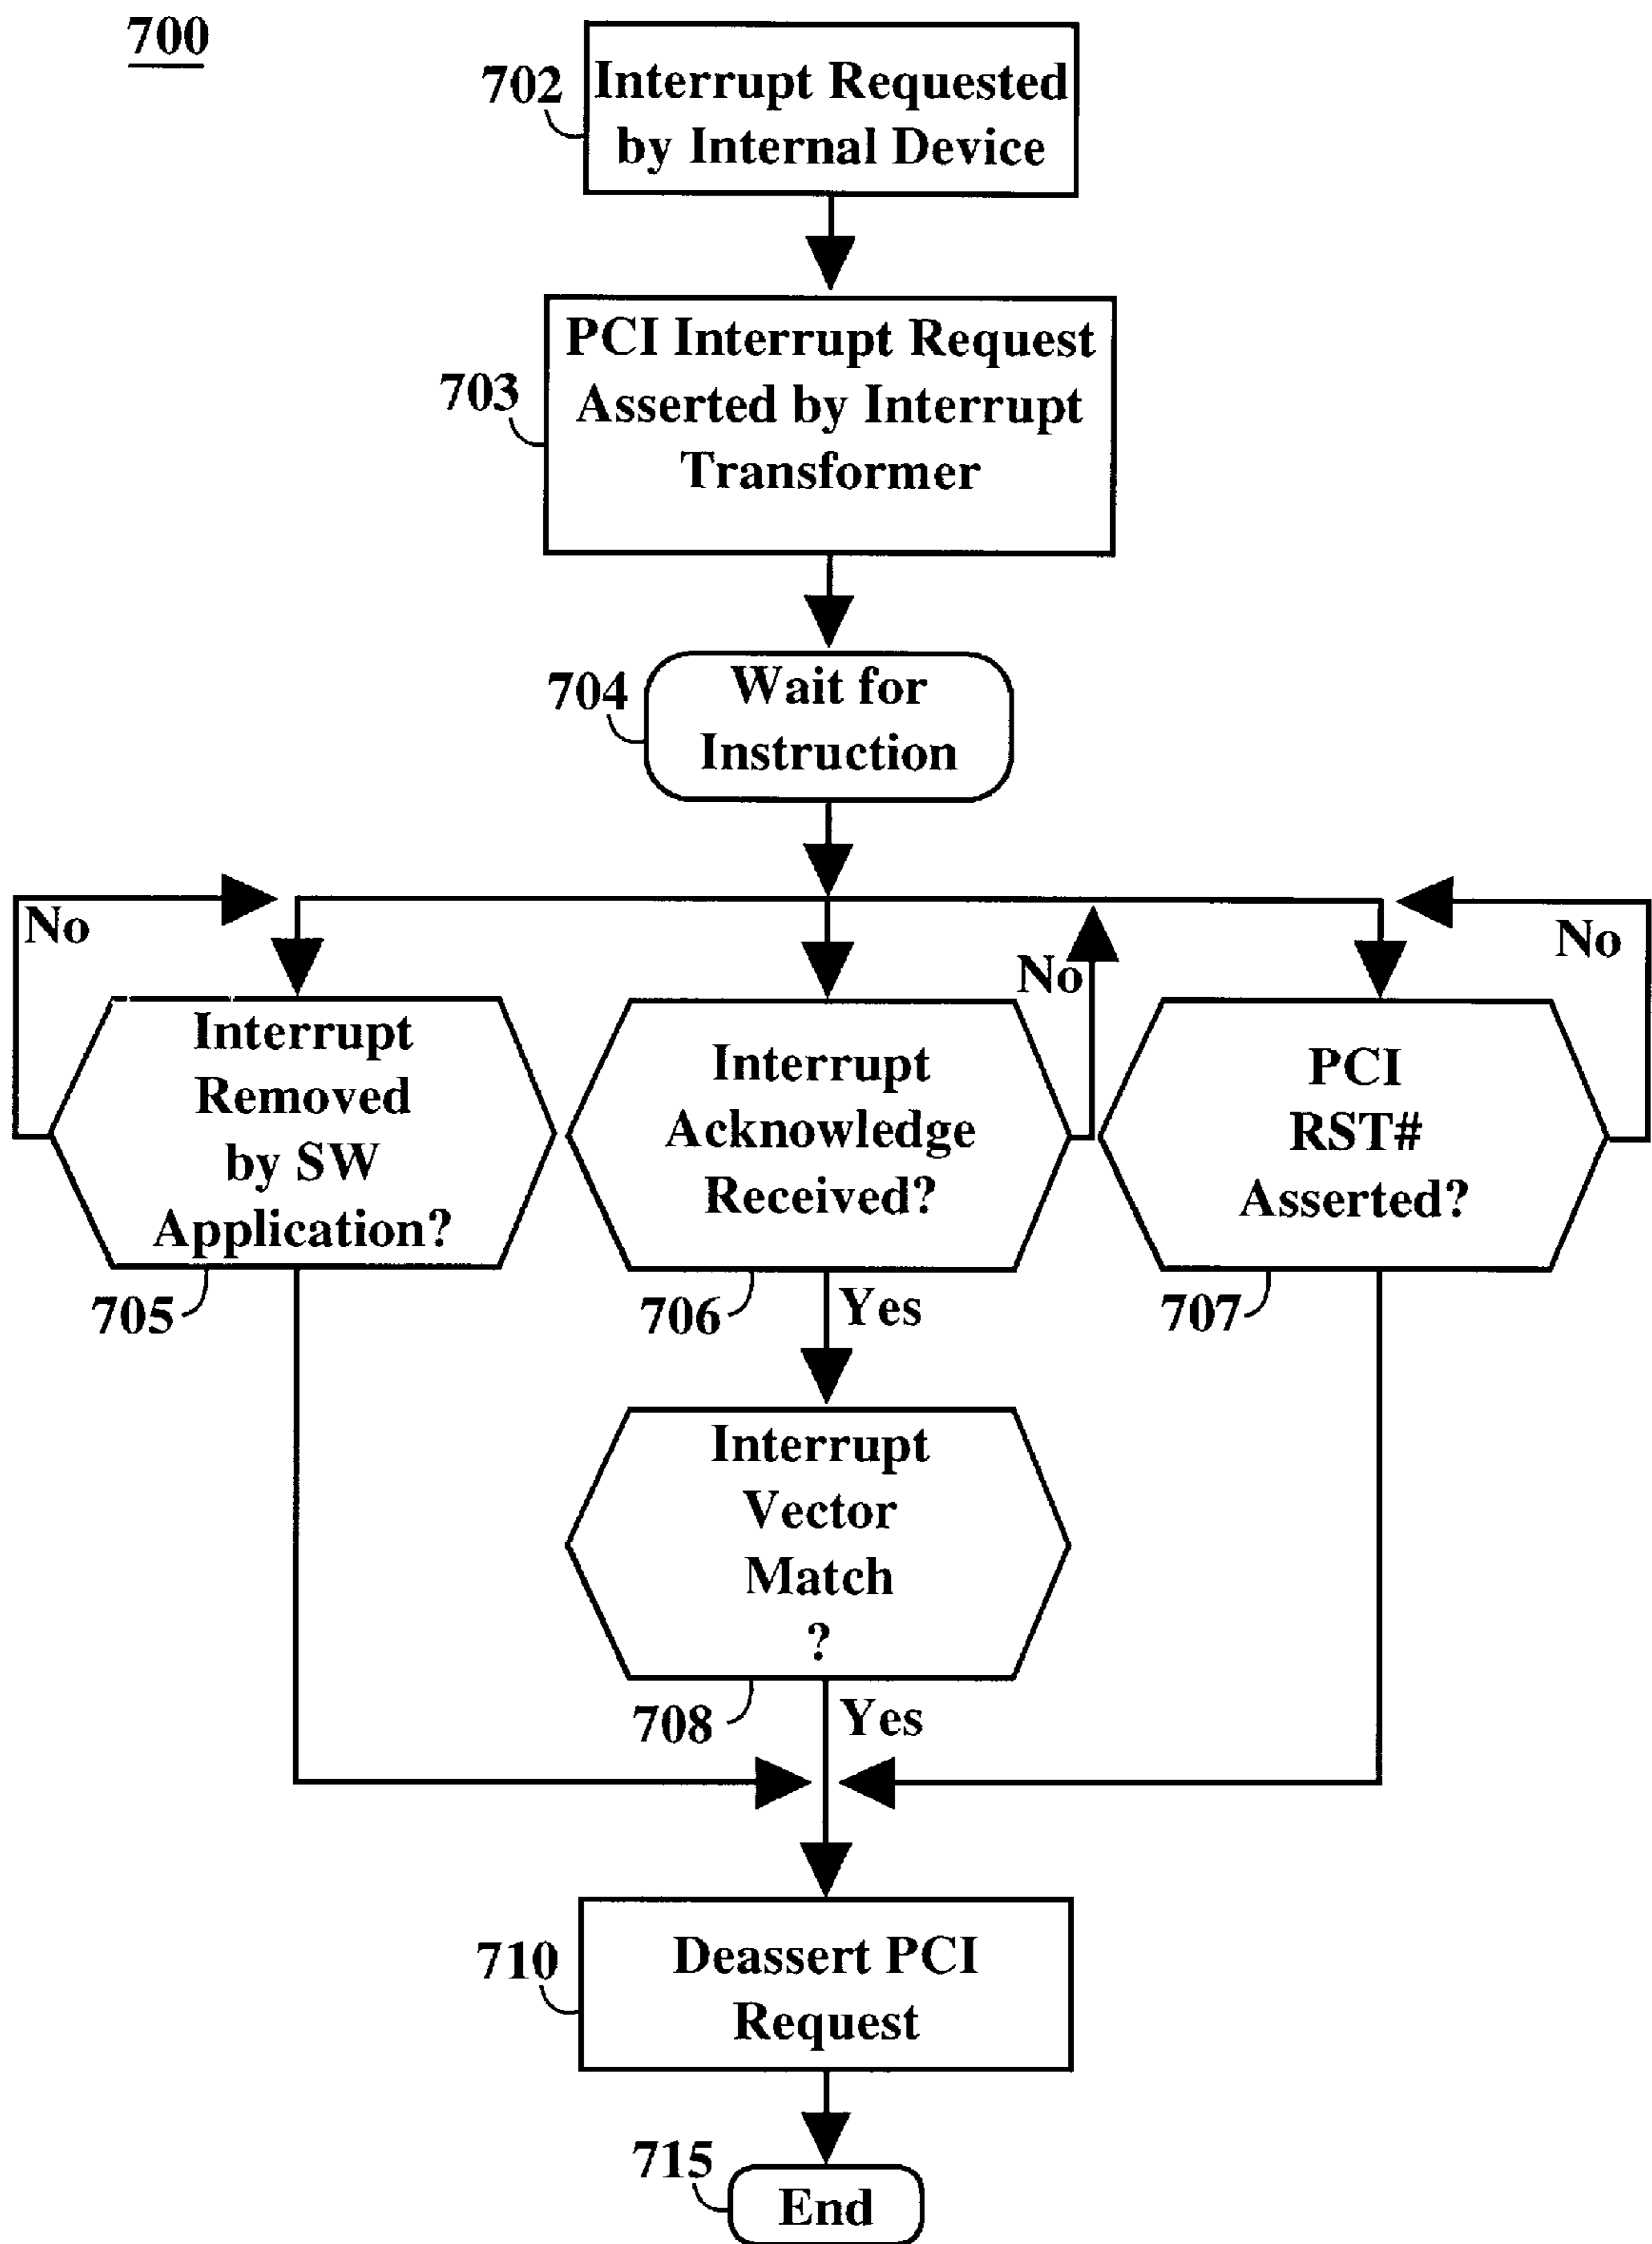 700
702
Interrupt Requested
by Internal Device
703
PCI Interrupt Request
Asserted by Interrupt
Transformer
704
Wait for
Instruction
No
No
No
Interrupt
Removed
by SW
Application?
705
Interrupt
Acknowledge
Received?
706
Yes
PCI
RST#
Asserted?
707
Interrupt
Vector
Match
?
708
Yes
710
Deassert PCI
Request
715
End